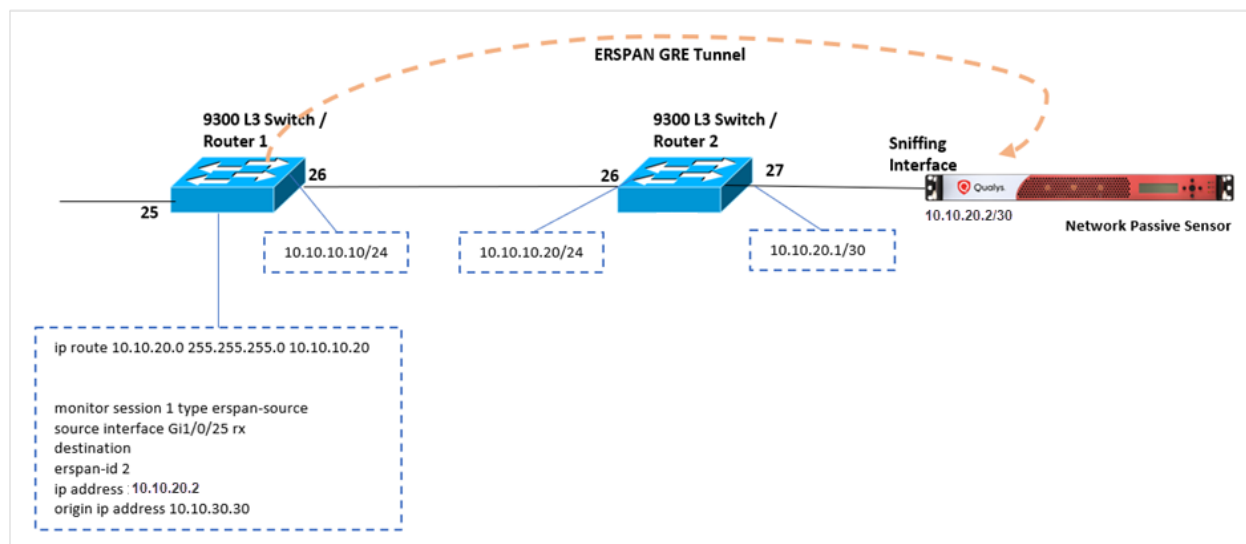 ERSPAN GRE Tunnel
9300 L3 Switch /
Router 1
9300 L3 Switch /
Router 2
Sniffing
Interface
25
26
26
27
Qualys.
10.10.20.2/30
Network Passive Sensor
10.10.10.10/24
10.10.10.20/24
10.10.20.1/30
ip route 10.10.20.0 255.255.255.0 10.10.10.20
monitor session 1 type erspan-source
source interface Gi1/0/25 rx
destination
erspan-id 2
ip address 10.10.20.2
origin ip address 10.10.30.30